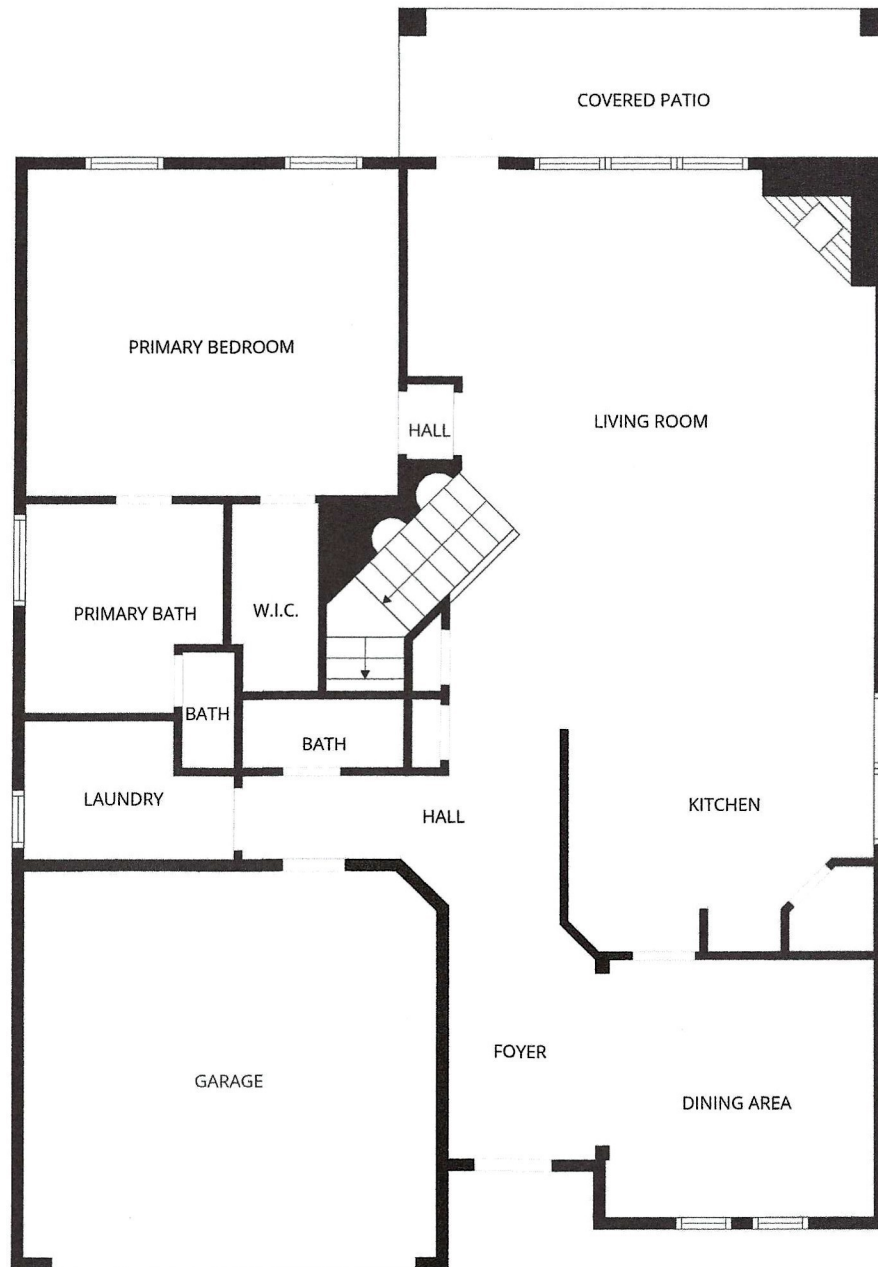 COVERED PATIO
PRIMARY BEDROOM
LIVING ROOM
HALL
PRIMARY BATH
W.I.C.
BATH
BATH
LAUNDRY
HALL
KITCHEN
FOYER
GARAGE
DINING AREA